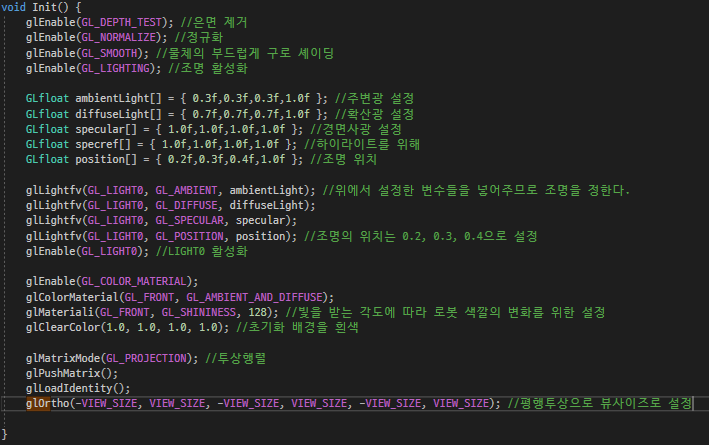 void Init() {
glEnable(GL_DEPTH_TEST); //은면 제거
glEnable(GL_NORMALIZE); //정규화
glEnable(GL_SMOOTH); //물체의 부드럽게 구로 셰이딩
glEnable(GL_LIGHTING); //조명 활성화
GLfloat ambientLight[] = { 0.3f,0.3f,0.3f,1.0f }; //주변광 설정
GLfloat diffuseLight[] = { 0.7f,0.7f,0.7f,1.0f }; //확산광 설정
GLfloat specular[] = { 1.0f,1.0f,1.0f,1.0f }; //경면사광 설정
GLfloat specref[] = { 1.0f,1.0f,1.0f,1.0f }; //하이라이트를 위해
GLfloat position[] = { 0.2f,0.3f,0.4f,1.0f }; //조명 위치
glLightfv(GL_LIGHT0, GL_AMBIENT, ambientLight); //위에서 설정한 변수들을 넣어주므로 조명을 정한다.
glLightfv(GL_LIGHT0, GL_DIFFUSE, diffuseLight);
glLightfv(GL_LIGHT0, GL_SPECULAR, specular);
glLightfv(GL_LIGHT0, GL_POSITION, position); //조명의 위치는 0.2, 0.3, 0.4으로 설정
glEnable(GL_LIGHT0); //LIGHT0 활성화
glEnable(GL_COLOR_MATERIAL);
glColorMaterial(GL_FRONT, GL_AMBIENT_AND_DIFFUSE);
glMateriali(GL_FRONT, GL_SHININESS, 128); //빛을 받는 각도에 따라 로봇 색깔의 변화를 위한 설정
glClearColor(1.0, 1.0, 1.0, 1.0); //초기화 배경을 흰색
glMatrixMode(GL_PROJECTION); //투상행렬
glPushMatrix();
glLoadIdentity();
glOrtho(-VIEW_SIZE, VIEW_SIZE, -VIEW_SIZE, VIEW_SIZE, -VIEW_SIZE, VIEW_SIZE); //평행투상으로 뷰사이즈로 설정
}